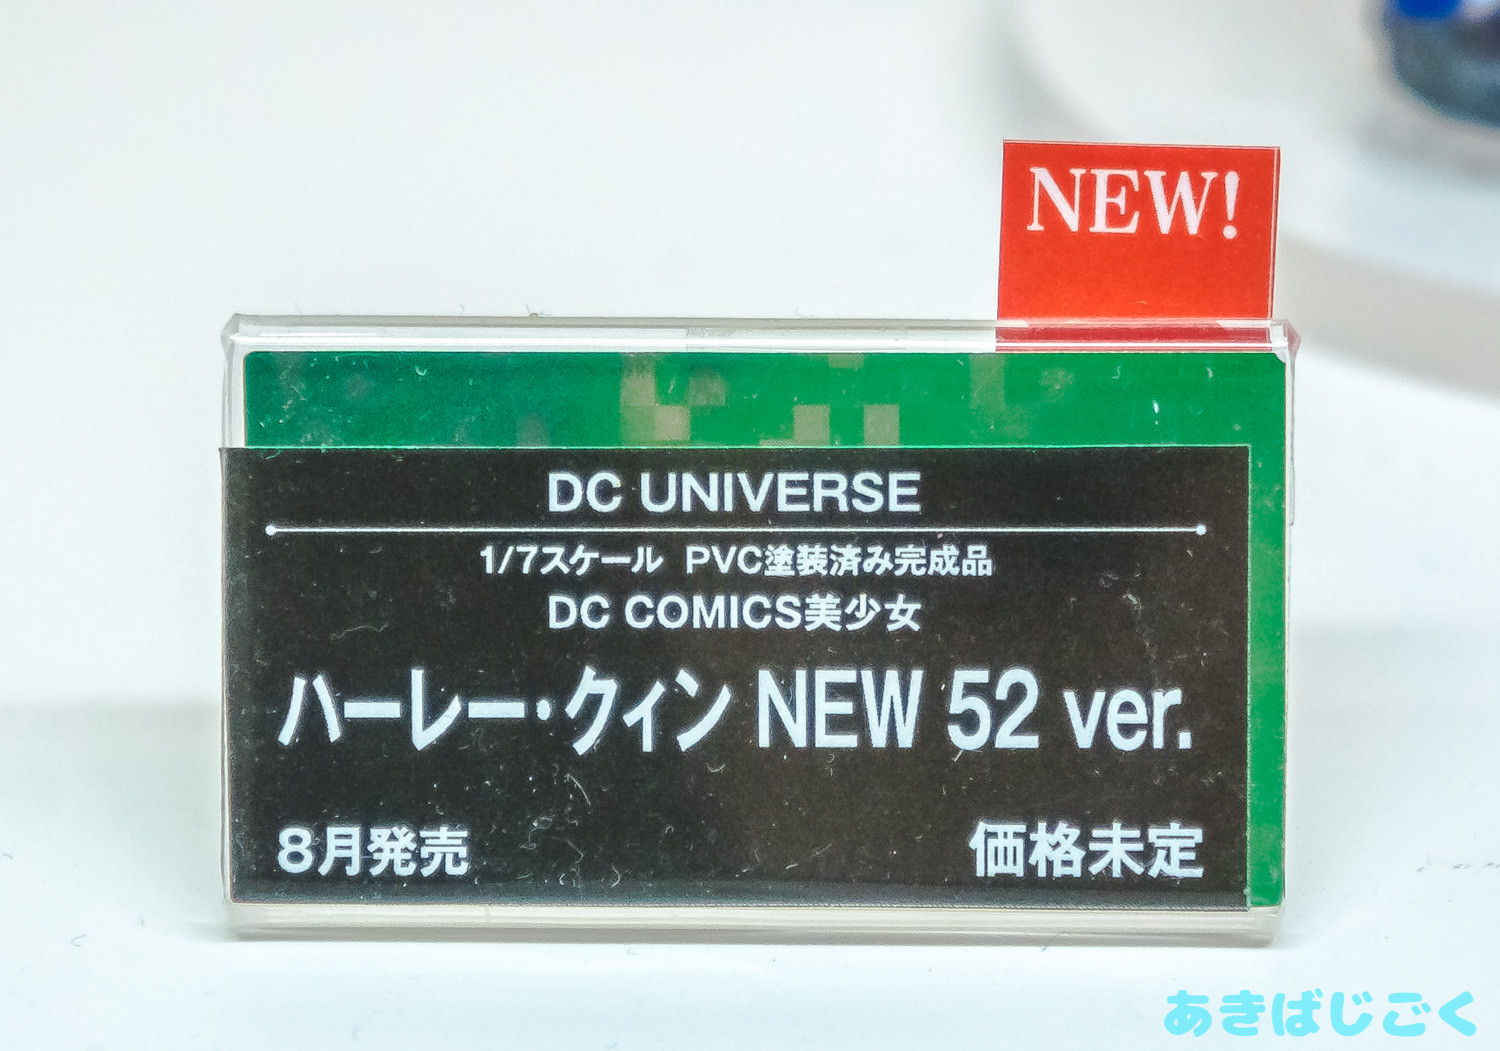 NEW!
DC UNIVERSE
1/7スケール PVC塗装済み完成品
DC COMICS美少女
ハーレー・クィン NEW 52 ver.
8月発売
価格未定
あきばじごく